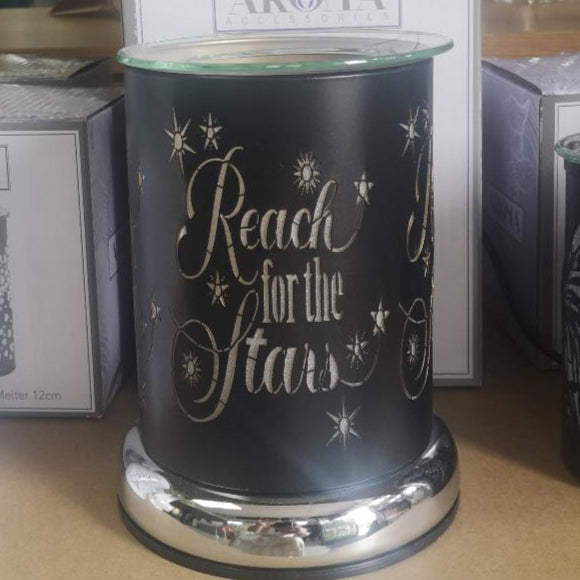 AROMA
ACCESSORIES
Reach
for the
Stars
Melter 12cm